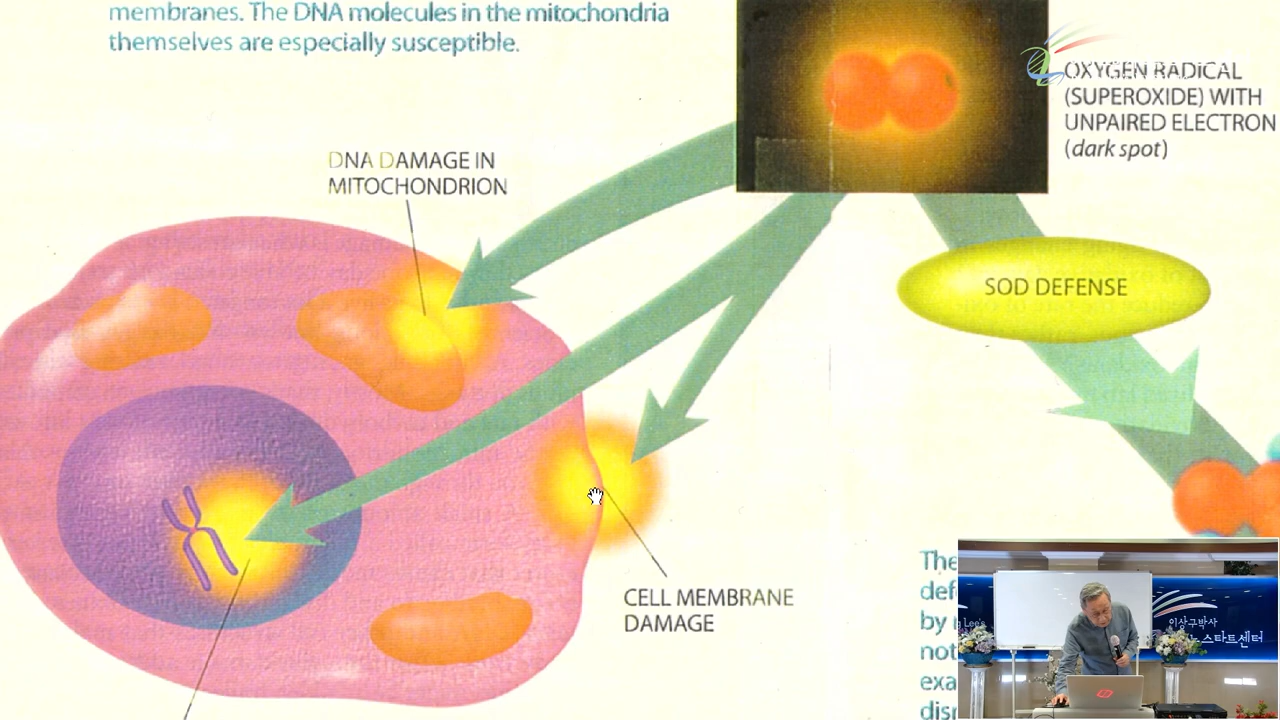 membranes. The DNA molecules in the mitochondria
themselves are especially susceptible.
OXYGEN RADICAL
(SUPEROXIDE) WITH
UNPAIRED ELECTRON
(dark spot)
DNA DAMAGE IN
MITOCHONDRION
SOD DEFENSE
CELL MEMBRANE
DAMAGE
The
def
by
not
exa
Lee's
이상구박사
스타트센터